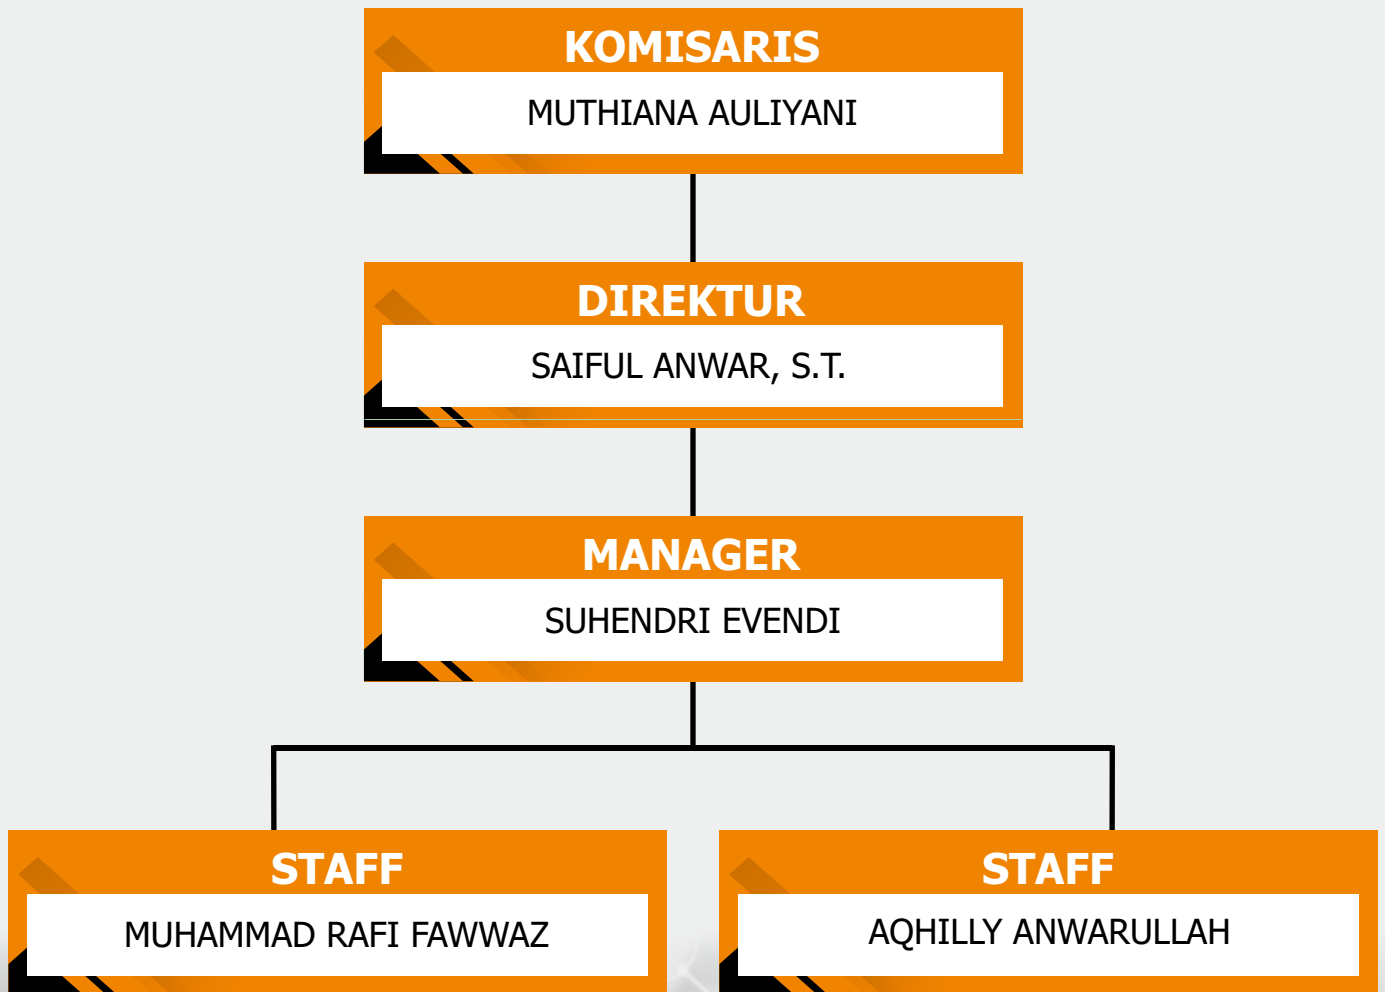 KOMISARIS
MUTHIANA AULIYANI
DIREKTUR
SAIFUL ANWAR, S.T.
MANAGER
SUHENDRI EVENDI
STAFF
MUHAMMAD RAFI FAWWAZ
STAFF
AQHILLY ANWARULLAH